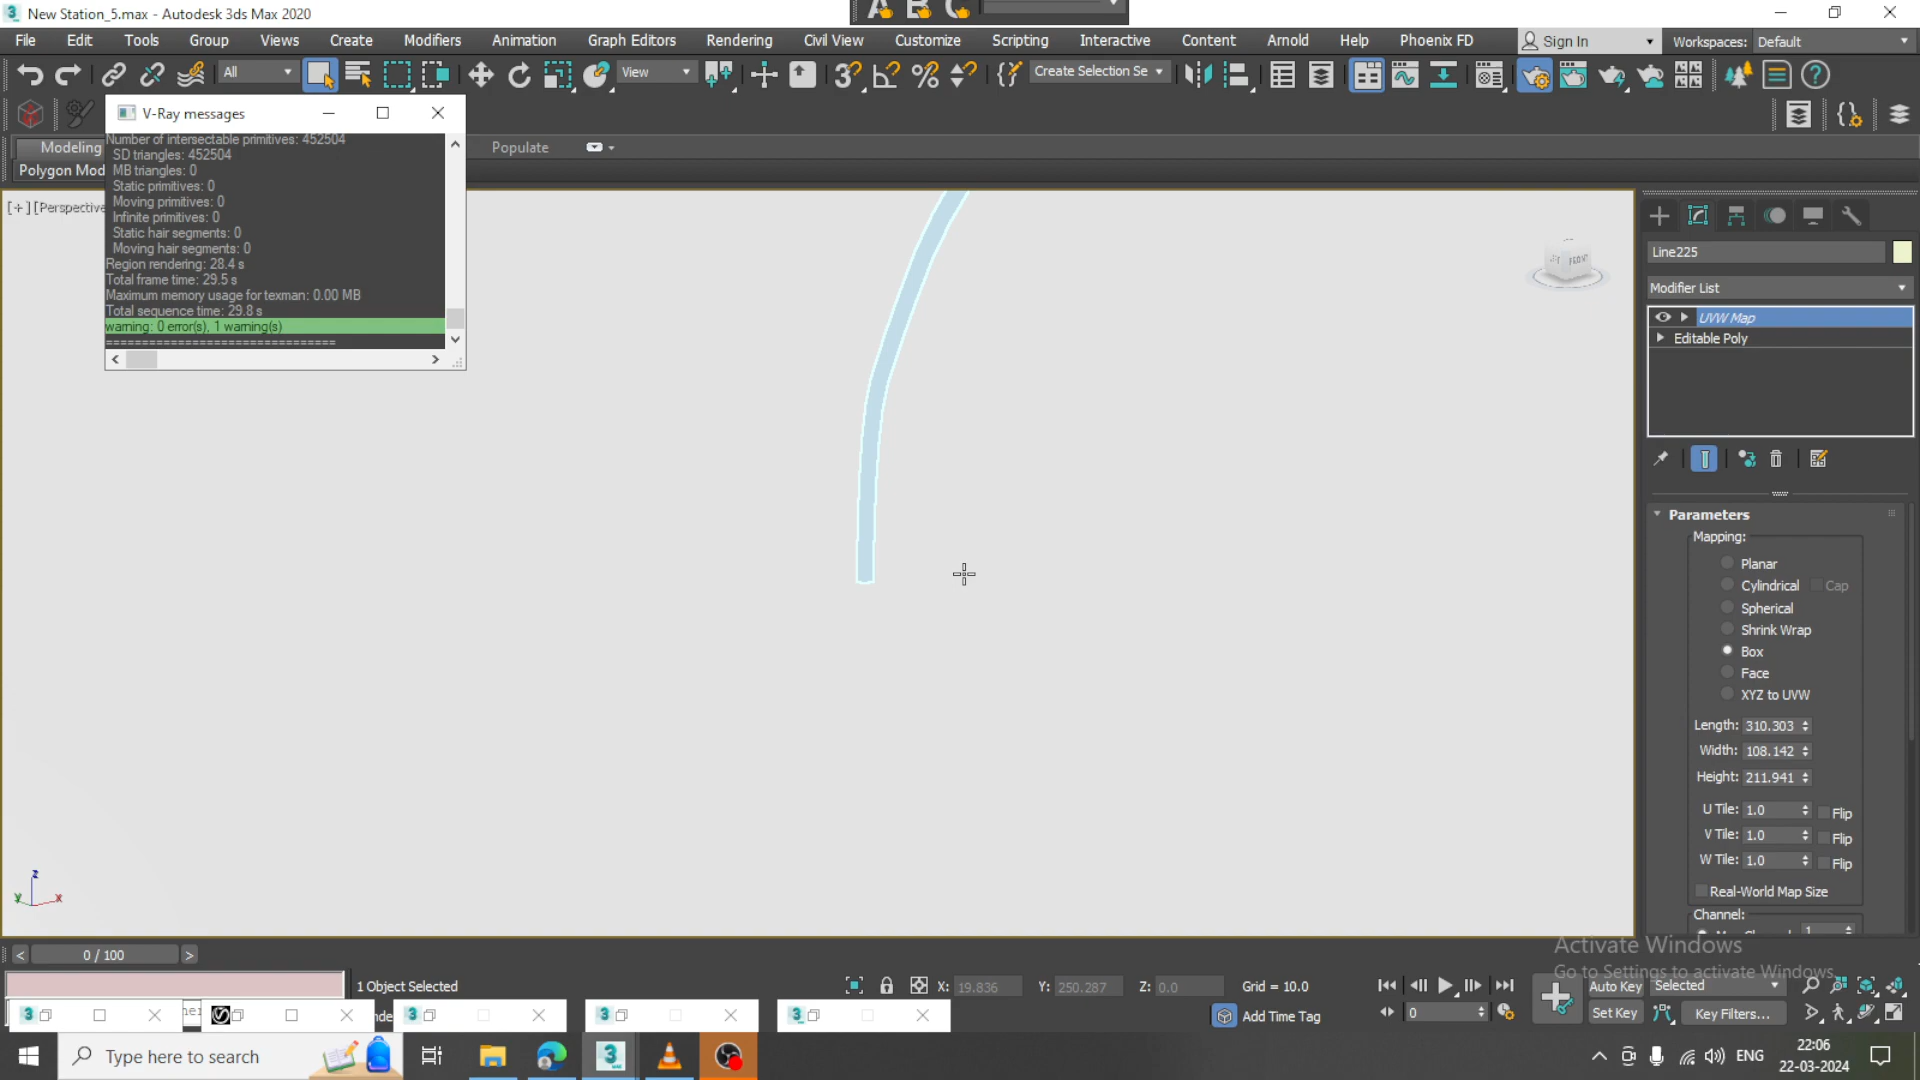 New Station_5.max - Autodesk 3ds Max 2020
File Edit Tools Group Views Create Modifiers Animation Graph Editors Rendering Civil View Customize Scripting Interactive Content Arnold Help Phoenix FD Sign In Workspaces: Default
All View Create Selection Se
V-Ray messages
Modeling Populate
Polygon Mod
Number of intersectable primitives: 452504
SD triangles: 452504
MB triangles: 0
Static primitives: 0
Moving primitives: 0
Infinite primitives: 0
Static hair segments: 0
Moving hair segments: 0
Region rendering: 28.4 s
Total frame time: 29.5 s
Maximum memory usage for texman: 0.00 MB
Total sequence time: 29.8 s
warning: 0 error(s), 1 warning(s)
==============================
[+] [Perspective
FRONT
Line225
Modifier List
UVW Map
Editable Poly
Parameters
Mapping:
Planar
Cylindrical Cap
Spherical
Shrink Wrap
Box
Face
XYZ to UVW
Length: 310.303
Width: 108.142
Height: 211.941
U Tile: 1.0 Flip
V Tile: 1.0 Flip
W Tile: 1.0 Flip
Real-World Map Size
Channel:
z
y x
0 / 100
Activate Windows
Go to Settings to activate Windows.
1 Object Selected
X: 19.836 Y: 250.287 Z: 0.0 Grid = 10.0
Auto Key Selected
Add Time Tag
0
Set Key Key Filters...
Type here to search
ENG
22:06
22-03-2024